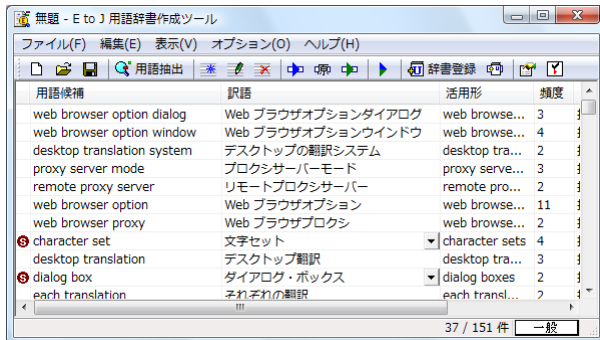 無題 - E to J 用語辞書作成ツール
ファイル(F) 編集(E) 表示(V) オプション(O) ヘルプ(H)
用語抽出 辞書登録
用語候補 訳語 活用形 頻度
web browser option dialog Web ブラウザオプションダイアログ web browse... 3
web browser option window Web ブラウザオプションウインドウ web browse... 4
desktop translation system デスクトップの翻訳システム desktop tra... 2
proxy server mode プロクシサーバーモード proxy serve... 3
remote proxy server リモートプロクシサーバー remote pro... 2
web browser option Web ブラウザオプション web browse... 11
web browser proxy Web ブラウザプロクシ web browse... 2
character set 文字セット character sets 4
desktop translation デスクトップ翻訳 desktop tra... 3
dialog box ダイアログ・ボックス dialog boxes 2
each translation それぞれの翻訳 each transl... 2
37 / 151 件 一般